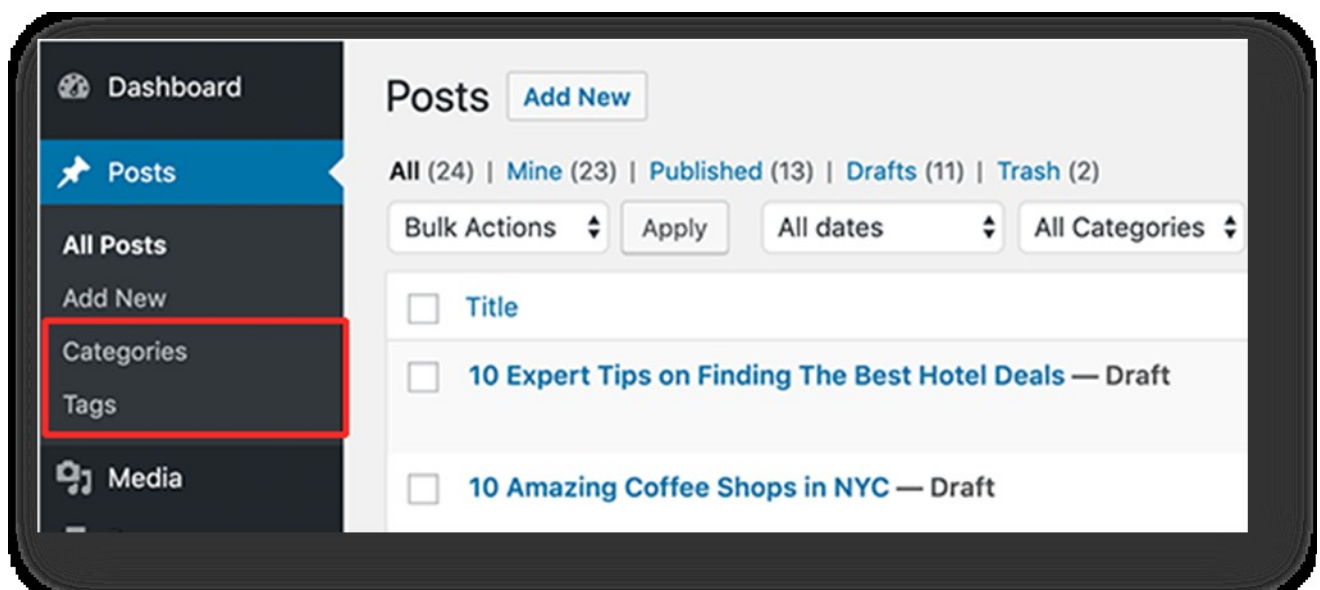 Dashboard
Posts
All Posts
Add New
Categories
Tags
Media
Posts Add New
All (24) | Mine (23) | Published (13) | Drafts (11) | Trash (2)
Bulk Actions Apply All dates All Categories
Title
10 Expert Tips on Finding The Best Hotel Deals — Draft
10 Amazing Coffee Shops in NYC — Draft